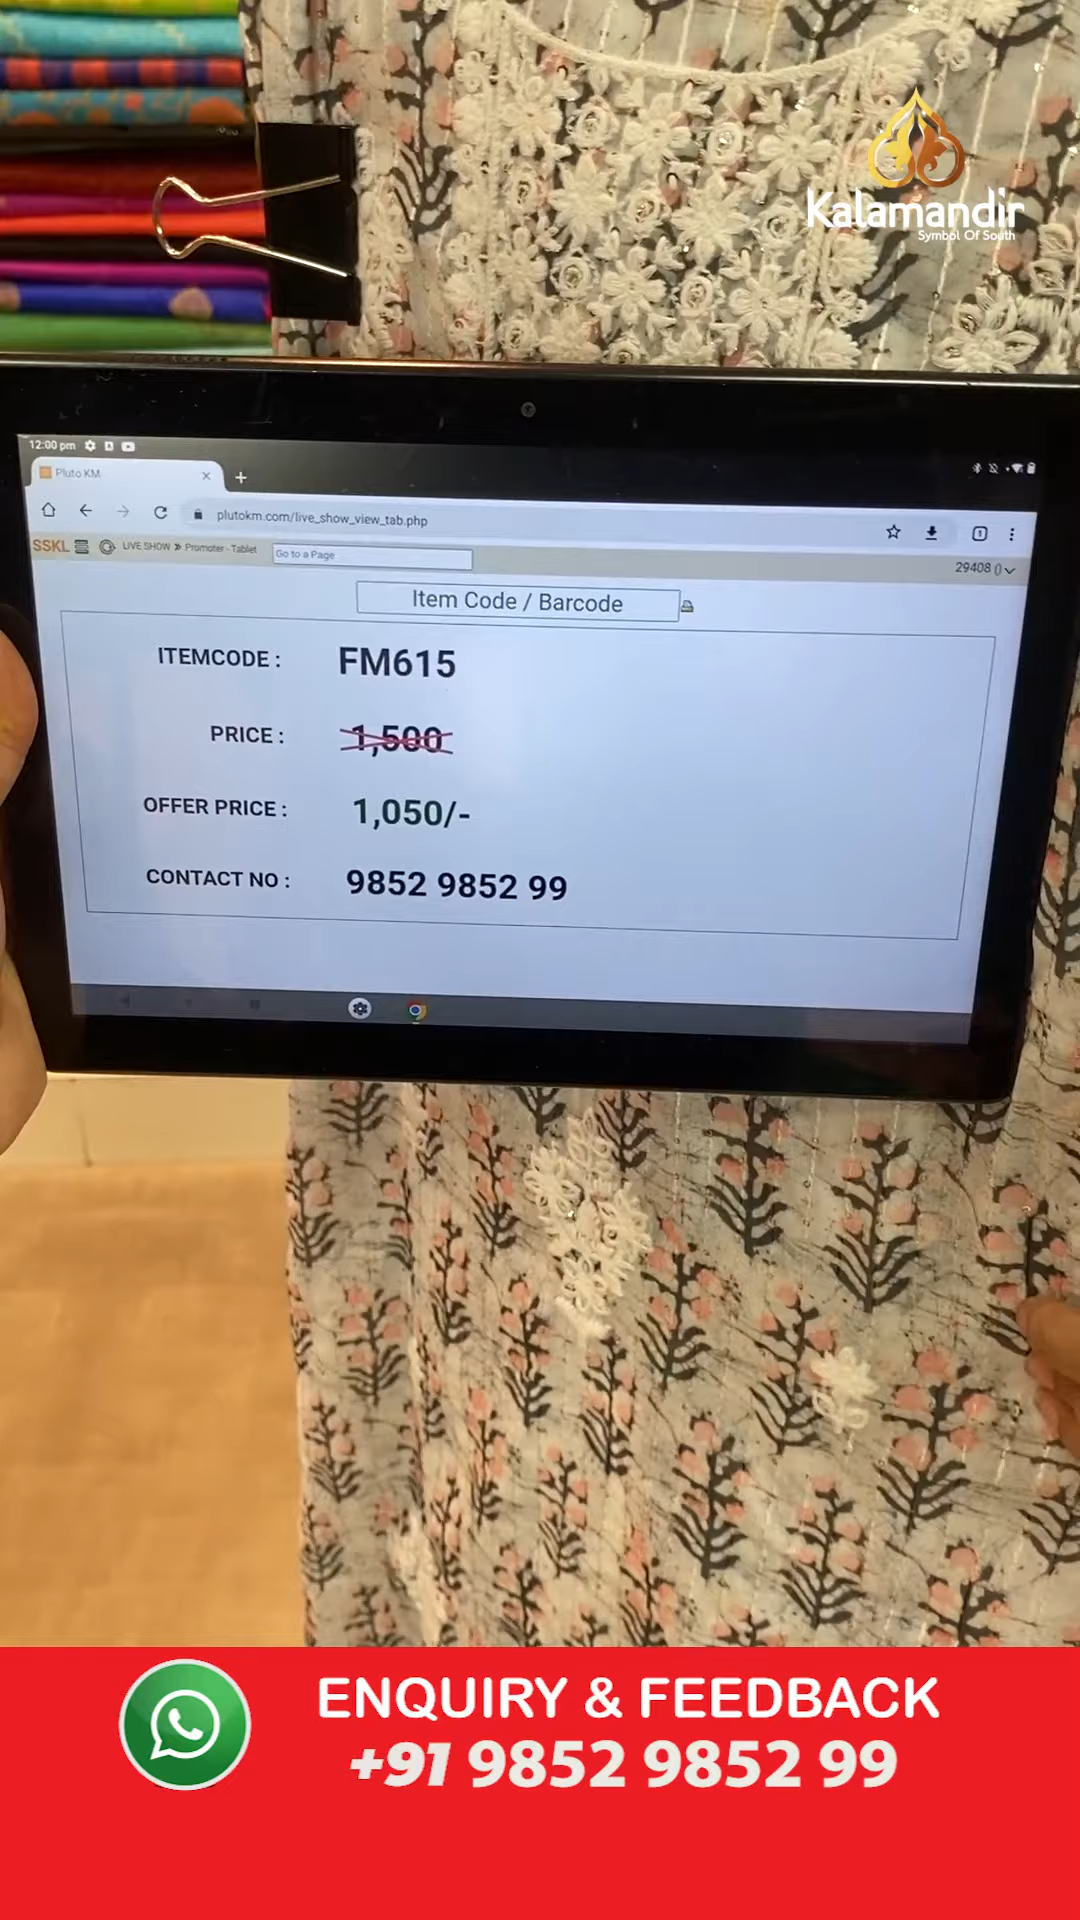 Kalamandir
Symbol Of South
12:00 pm
Pluto KM
plutokm.com/live_show_view_tab.php
SSKL
LIVE SHOW » Promoter - Tablet
Go to a Page
29408 ()
Item Code / Barcode
ITEMCODE : FM615
PRICE : 1,500
OFFER PRICE : 1,050/-
CONTACT NO : 9852 9852 99
ENQUIRY & FEEDBACK
+91 9852 9852 99